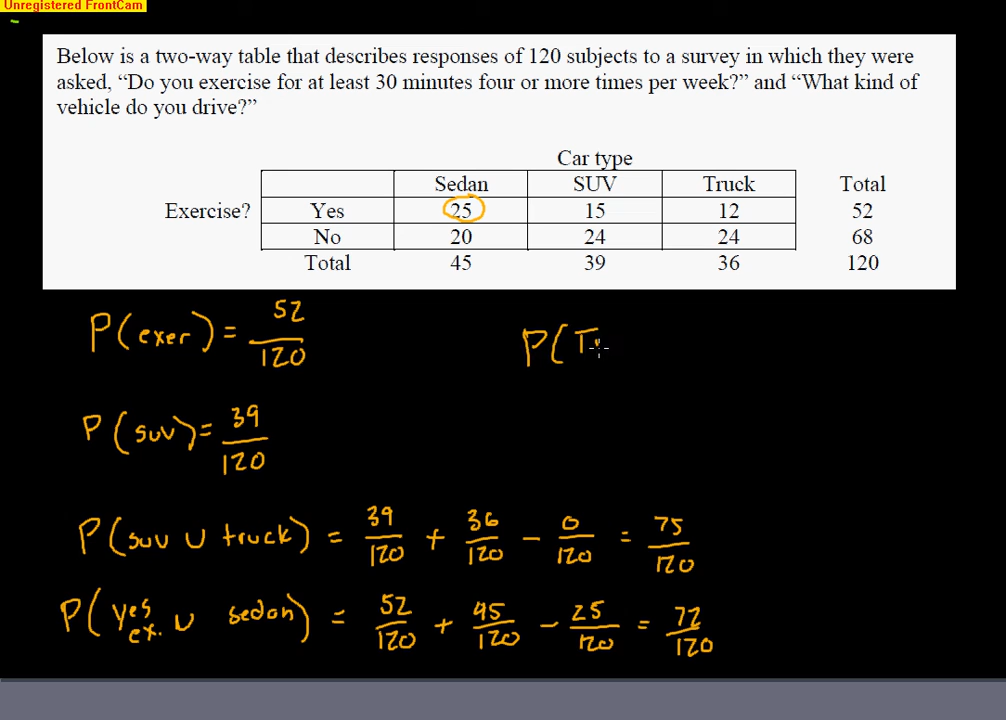 Unregistered FrontCam
Below is a two-way table that describes responses of 120 subjects to a survey in which they were
asked, “Do you exercise for at least 30 minutes four or more times per week?” and “What kind of
vehicle do you drive?”
Car type
Sedan SUV Truck Total
Exercise? Yes 25 15 12 52
No 20 24 24 68
Total 45 39 36 120
P(exer) = 52/120
P(T
P(suv) = 39/120
P(suv ∪ truck) = 39/120 + 36/120 - 0/120 = 75/120
P(yes ex. ∪ sedan) = 52/120 + 45/120 - 25/120 = 72/120